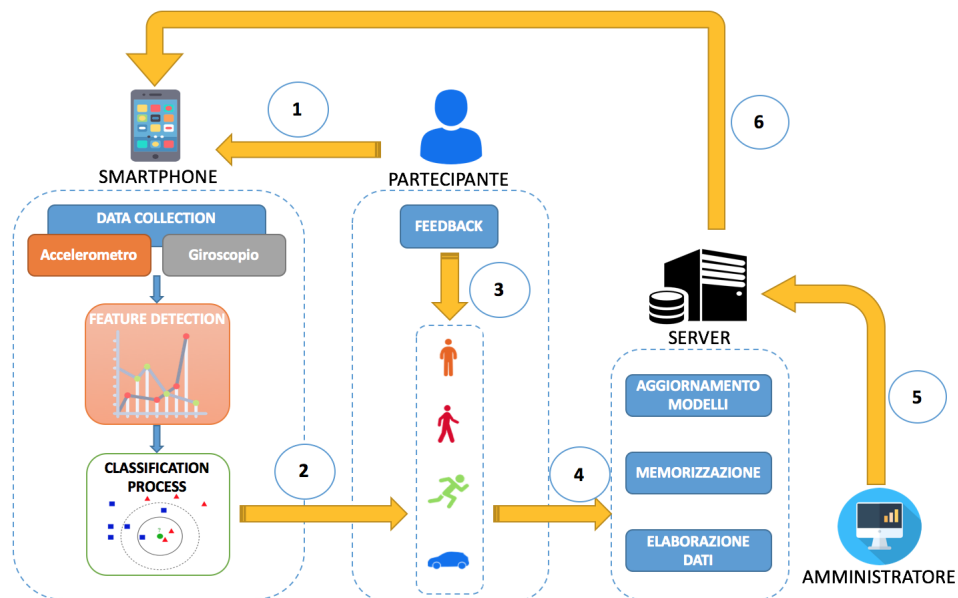 1
6
SMARTPHONE
PARTECIPANTE
DATA COLLECTION
Accelerometro
Giroscopio
FEATURE DETECTION
CLASSIFICATION
PROCESS
2
FEEDBACK
3
4
SERVER
AGGIORNAMENTO
MODELLI
MEMORIZZAZIONE
ELABORAZIONE
DATI
5
AMMINISTRATORE